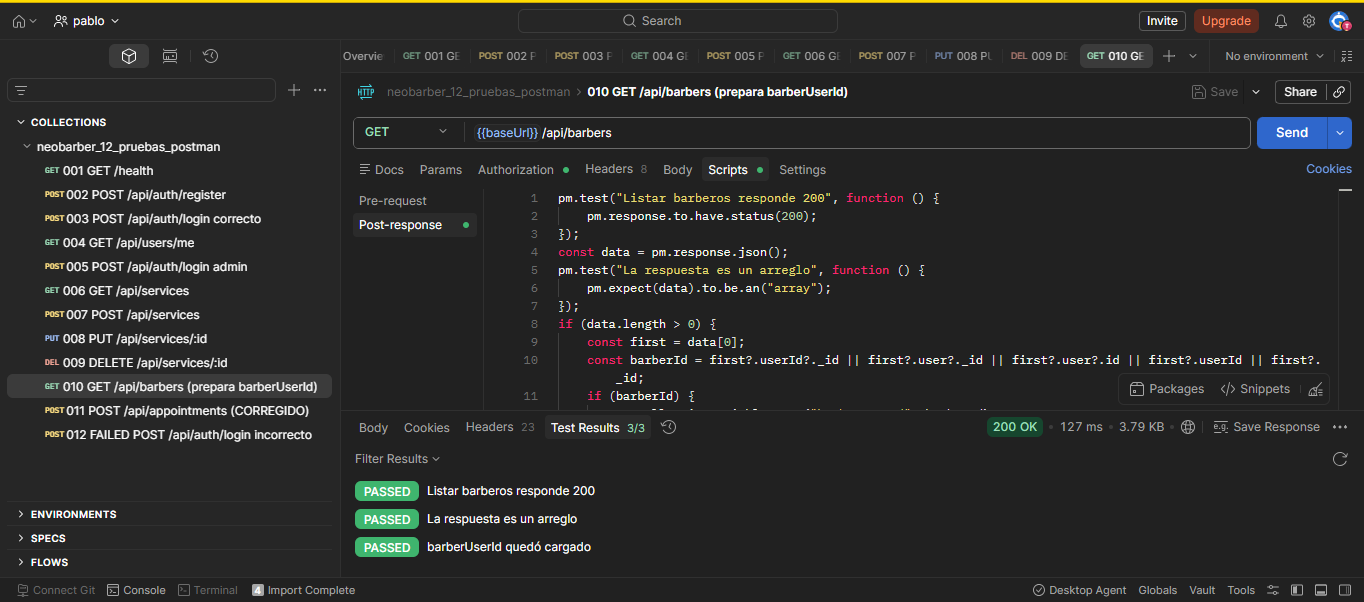 pablo
Search
Invite
Upgrade
Overvie
GET 001 GE
POST 002 P
POST 003 P
GET 004 G
POST 005 P
GET 006 G
POST 007 P
PUT 008 PU
DEL 009 DE
GET 010 GE
No environment
COLLECTIONS
neobarber_12_pruebas_postman
GET 001 GET /health
POST 002 POST /api/auth/register
POST 003 POST /api/auth/login correcto
GET 004 GET /api/users/me
POST 005 POST /api/auth/login admin
GET 006 GET /api/services
POST 007 POST /api/services
PUT 008 PUT /api/services/:id
DEL 009 DELETE /api/services/:id
GET 010 GET /api/barbers (prepara barberUserId)
POST 011 POST /api/appointments (CORREGIDO)
POST 012 FAILED POST /api/auth/login incorrecto
ENVIRONMENTS
SPECS
FLOWS
HTTP neobarber_12_pruebas_postman > 010 GET /api/barbers (prepara barberUserId)
Save
Share
GET {{baseUrl}} /api/barbers
Send
Docs Params Authorization Headers 8 Body Scripts Settings
Cookies
Pre-request
Post-response
1 pm.test("Listar barberos responde 200", function () {
2 pm.response.to.have.status(200);
3 });
4 const data = pm.response.json();
5 pm.test("La respuesta es un arreglo", function () {
6 pm.expect(data).to.be.an("array");
7 });
8 if (data.length > 0) {
9 const first = data[0];
10 const barberId = first?.userId?._id || first?.user?._id || first?.user?.id || first?.userId || first?.
_id;
11 if (barberId) {
Packages
Snippets
Body Cookies Headers 23 Test Results 3/3
200 OK • 127 ms • 3.79 KB
e.g. Save Response
Filter Results
PASSED Listar barberos responde 200
PASSED La respuesta es un arreglo
PASSED barberUserId quedó cargado
Connect Git
Console
Terminal
4 Import Complete
Desktop Agent
Globals
Vault
Tools